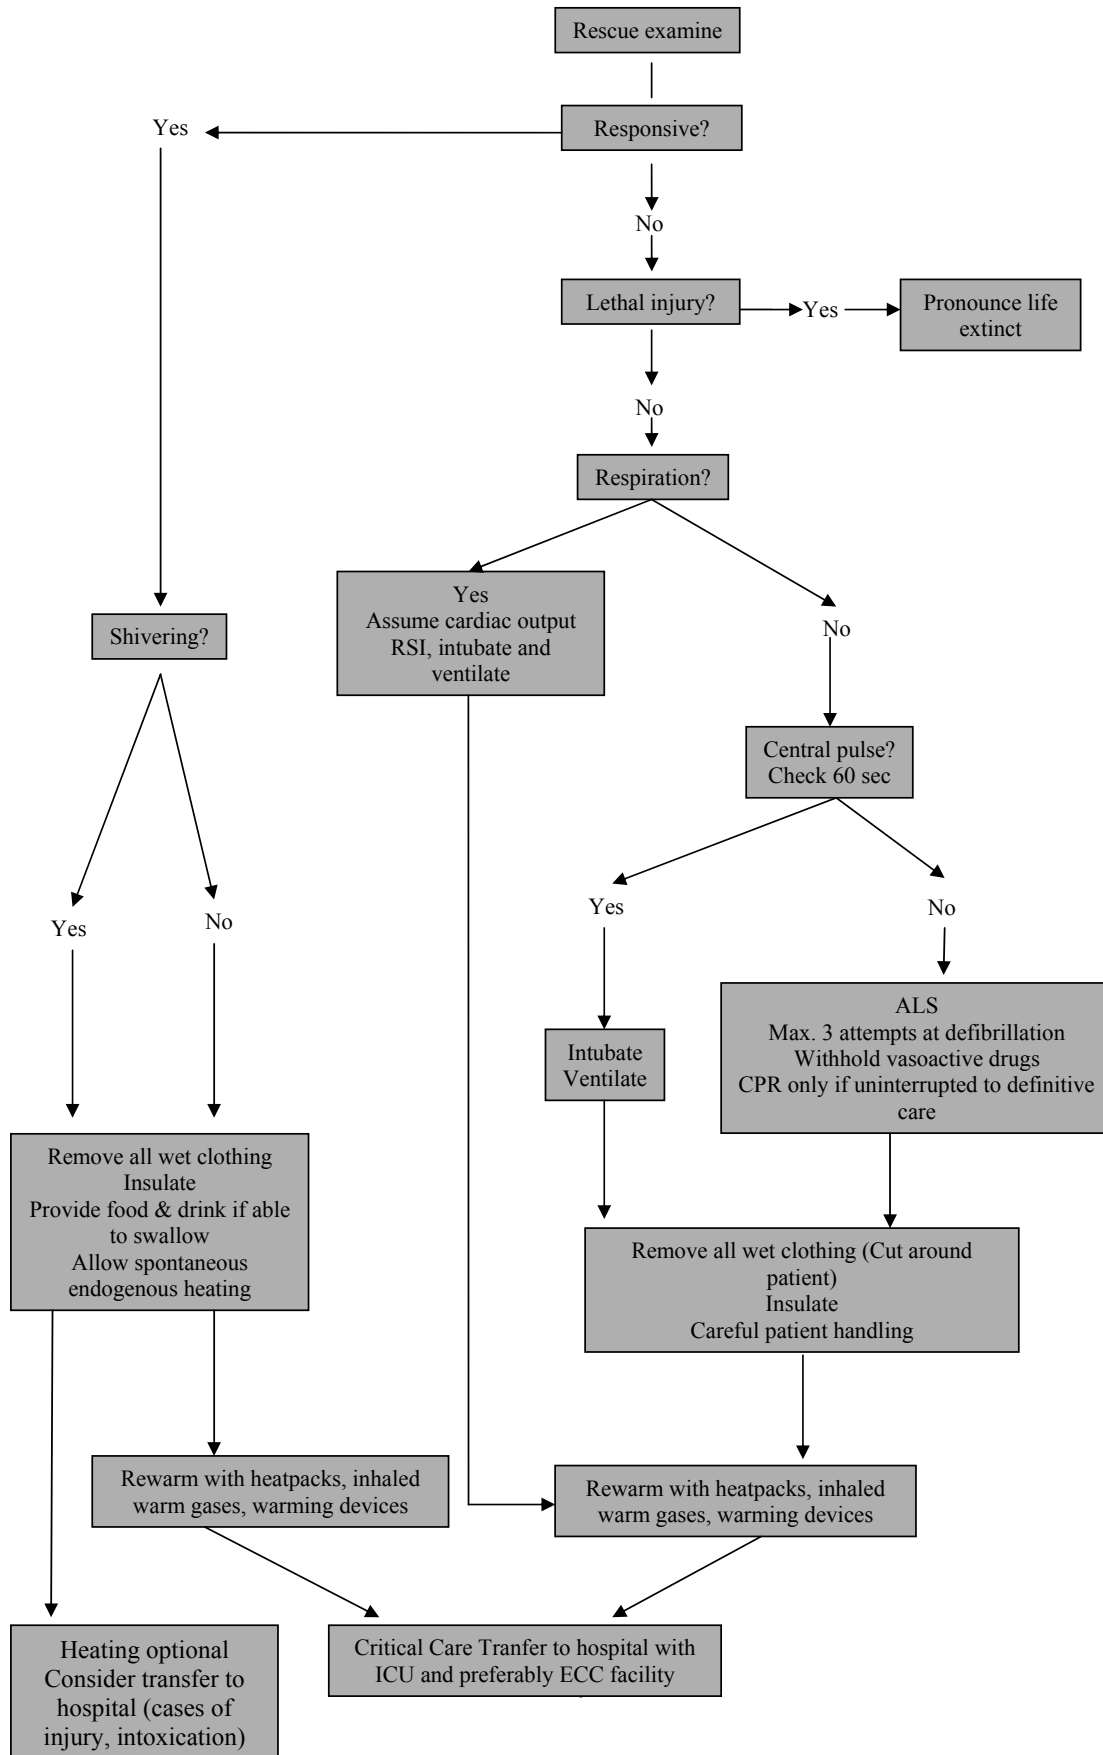 Rescue examine
Yes
Responsive?
No
Lethal injury?
Yes
Pronounce life
extinct
No
Respiration?
Yes
Assume cardiac output
RSI, intubate and
ventilate
No
Shivering?
Central pulse?
Check 60 sec
Yes
No
Yes
No
ALS
Max. 3 attempts at defibrillation
Withhold vasoactive drugs
CPR only if uninterrupted to definitive
care
Intubate
Ventilate
Remove all wet clothing
Insulate
Provide food & drink if able
to swallow
Allow spontaneous
endogenous heating
Remove all wet clothing (Cut around
patient)
Insulate
Careful patient handling
Rewarm with heatpacks, inhaled
warm gases, warming devices
Rewarm with heatpacks, inhaled
warm gases, warming devices
Heating optional
Consider transfer to
hospital (cases of
injury, intoxication)
Critical Care Tranfer to hospital with
ICU and preferably ECC facility